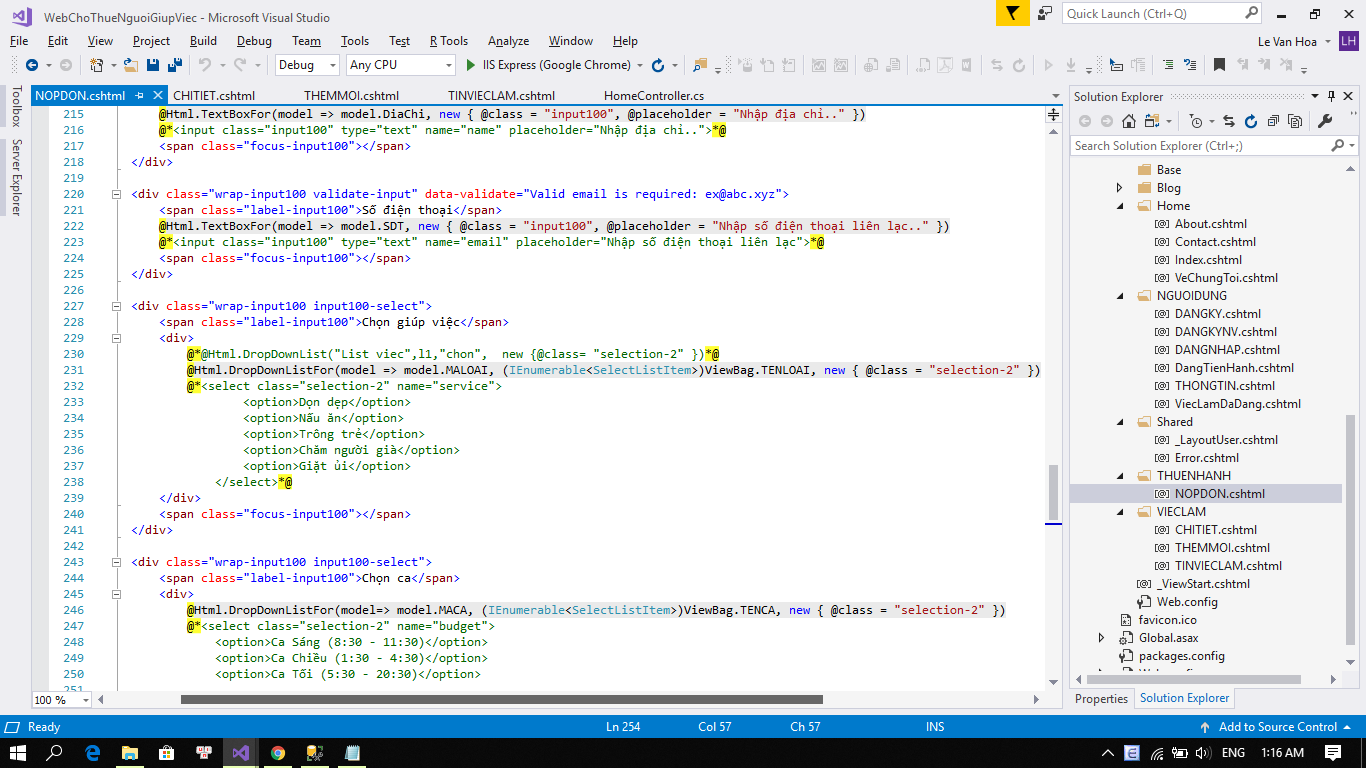 WebChoThueNguoiGiupViec - Microsoft Visual Studio
Quick Launch (Ctrl+Q)
File Edit View Project Build Debug Team Tools Test R Tools Analyze Window Help
Le Van Hoa LH
Debug Any CPU IIS Express (Google Chrome)
NOPDON.cshtml CHITIET.cshtml THEMMOI.cshtml TINVIECLAM.cshtml HomeController.cs
Toolbox
Server Explorer
215 @Html.TextBoxFor(model => model.DiaChi, new { @class = "input100", @placeholder = "Nhập địa chỉ.." })
216 @*<input class="input100" type="text" name="name" placeholder="Nhập địa chỉ..">*@
217 <span class="focus-input100"></span>
218 </div>
219
220 <div class="wrap-input100 validate-input" data-validate="Valid email is required: ex@abc.xyz">
221 <span class="label-input100">Số điện thoại</span>
222 @Html.TextBoxFor(model => model.SDT, new { @class = "input100", @placeholder = "Nhập số điện thoại liên lạc.." })
223 @*<input class="input100" type="text" name="email" placeholder="Nhập số điện thoại liên lạc">*@
224 <span class="focus-input100"></span>
225 </div>
226
227 <div class="wrap-input100 input100-select">
228 <span class="label-input100">Chọn giúp việc</span>
229 <div>
230 @*@Html.DropDownList("List viec",l1,"chon", new {@class= "selection-2" })*@
231 @Html.DropDownListFor(model => model.MALOAI, (IEnumerable<SelectListItem>)ViewBag.TENLOAI, new { @class = "selection-2" })
232 @*<select class="selection-2" name="service">
233 <option>Dọn dẹp</option>
234 <option>Nấu ăn</option>
235 <option>Trông trẻ</option>
236 <option>Chăm người già</option>
237 <option>Giặt ủi</option>
238 </select>*@
239 </div>
240 <span class="focus-input100"></span>
241 </div>
242
243 <div class="wrap-input100 input100-select">
244 <span class="label-input100">Chọn ca</span>
245 <div>
246 @Html.DropDownListFor(model=> model.MACA, (IEnumerable<SelectListItem>)ViewBag.TENCA, new { @class = "selection-2" })
247 @*<select class="selection-2" name="budget">
248 <option>Ca Sáng (8:30 - 11:30)</option>
249 <option>Ca Chiều (1:30 - 4:30)</option>
250 <option>Ca Tối (5:30 - 20:30)</option>
251
100 %
Solution Explorer
Search Solution Explorer (Ctrl+;)
Base
Blog
Home
About.cshtml
Contact.cshtml
Index.cshtml
VeChungToi.cshtml
NGUOIDUNG
DANGKY.cshtml
DANGKYNV.cshtml
DANGNHAP.cshtml
DangTienHanh.cshtml
THONGTIN.cshtml
ViecLamDaDang.cshtml
Shared
_LayoutUser.cshtml
Error.cshtml
THUENHANH
NOPDON.cshtml
VIECLAM
CHITIET.cshtml
THEMMOI.cshtml
TINVIECLAM.cshtml
_ViewStart.cshtml
Web.config
favicon.ico
Global.asax
packages.config
Properties Solution Explorer
Ready Ln 254 Col 57 Ch 57 INS Add to Source Control
ENG 1:16 AM